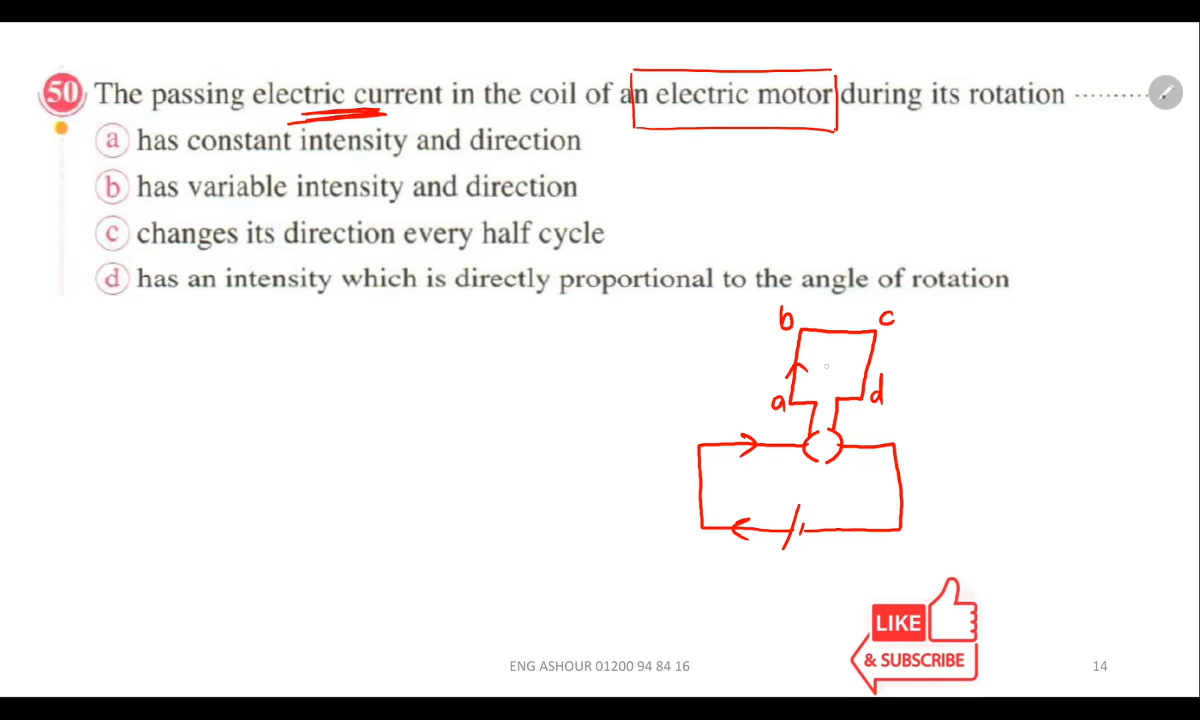 50 The passing electric current in the coil of an electric motor during its rotation ..........
a has constant intensity and direction
b has variable intensity and direction
c changes its direction every half cycle
d has an intensity which is directly proportional to the angle of rotation
b c
a d
LIKE
& SUBSCRIBE
ENG ASHOUR 01200 94 84 16
14